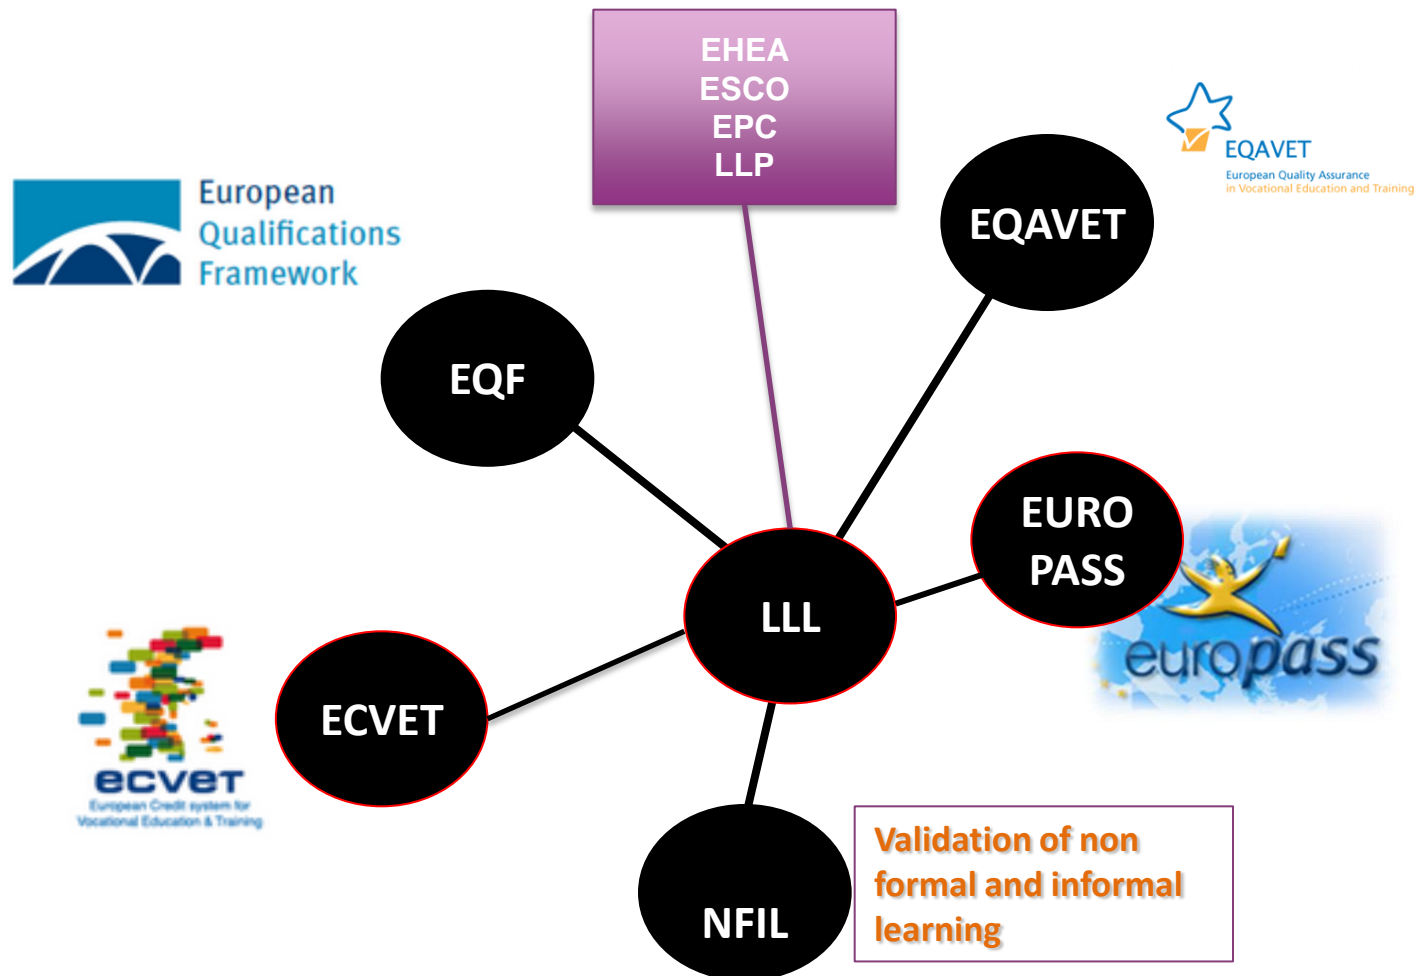 EHEA
ESCO
EPC
LLP
EQAVET
European Quality Assurance
in Vocational Education and Training
European
Qualifications
Framework
EQAVET
EQF
EURO
PASS
europass
LLL
ECVET
ecvet
European Credit system for
Vocational Education & Training
NFIL
Validation of non
formal and informal
learning